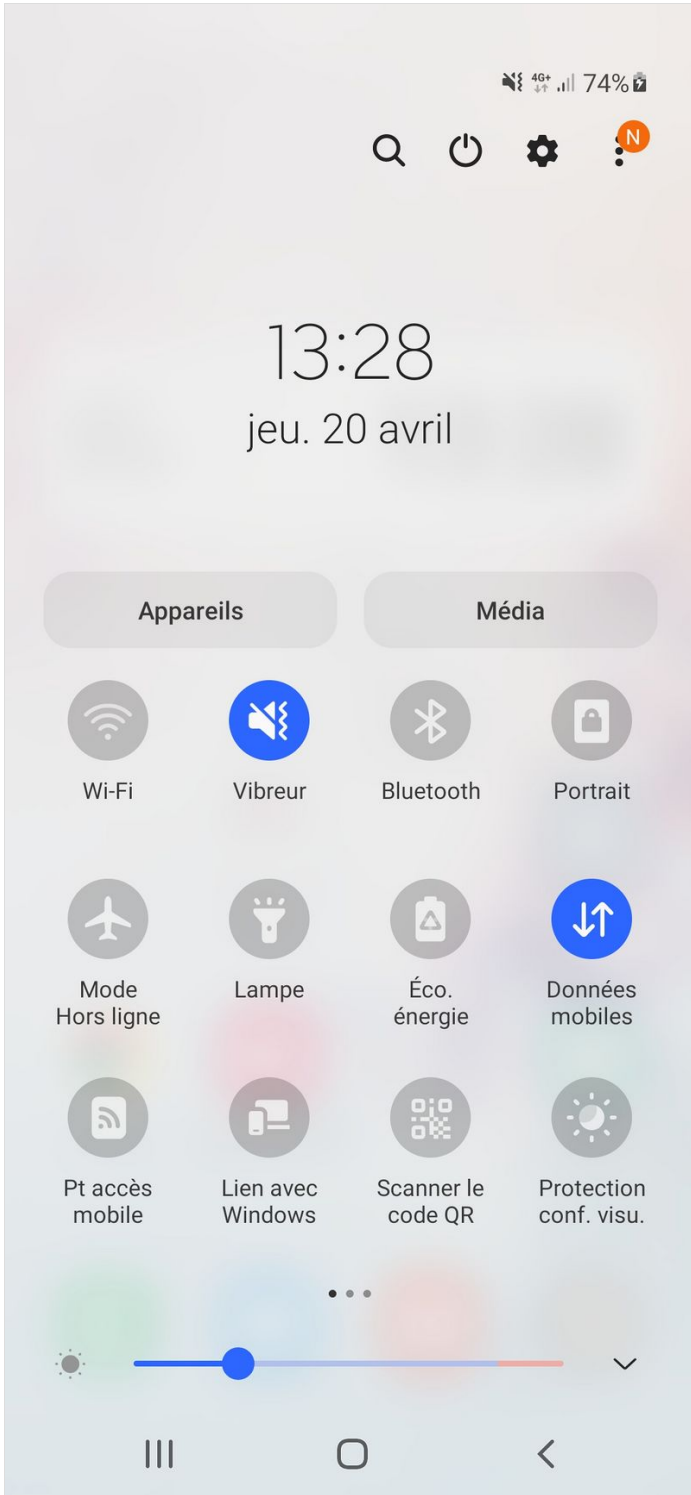 4G+ 74%
N
13:28
jeu. 20 avril
Appareils Média
Wi-Fi Vibreur Bluetooth Portrait
Mode Lampe Éco. Données
Hors ligne énergie mobiles
Pt accès Lien avec Scanner le Protection
mobile Windows code QR conf. visu.